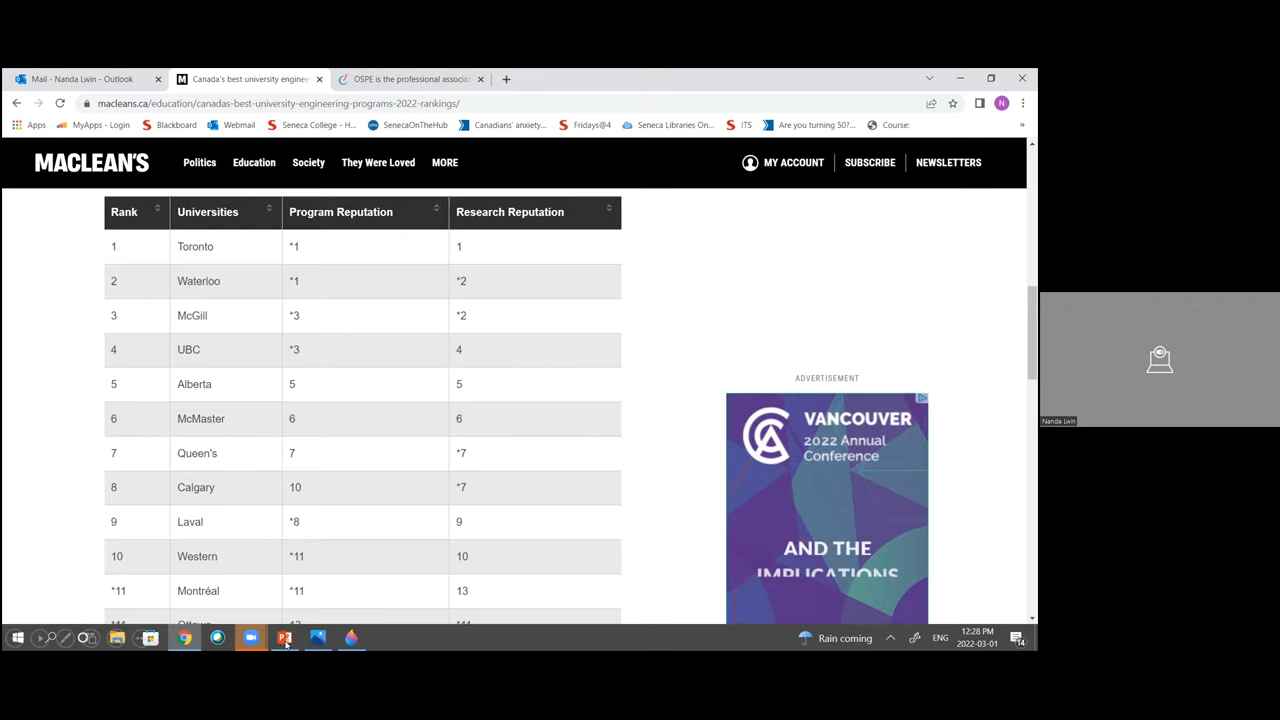 Mail - Nanda Lwin - Outlook
Canada's best university engine
OSPE is the professional associa
macleans.ca/education/canadas-best-university-engineering-programs-2022-rankings/
N
Apps MyApps - Login Blackboard Webmail Seneca College - H... SenecaOnTheHub Canadians' anxiety... Fridays@4 Seneca Libraries On... ITS Are you turning 50?... Course:
MACLEAN'S Politics Education Society They Were Loved MORE MY ACCOUNT SUBSCRIBE NEWSLETTERS
Rank Universities Program Reputation Research Reputation
1 Toronto *1 1
2 Waterloo *1 *2
3 McGill *3 *2
4 UBC *3 4
5 Alberta 5 5
6 McMaster 6 6
7 Queen's 7 *7
8 Calgary 10 *7
9 Laval *8 9
10 Western *11 10
*11 Montréal *11 13
ADVERTISEMENT
VANCOUVER
2022 Annual
Conference
AND THE
IMPLICATIONS
Nanda Lwin
Rain coming
ENG
12:28 PM
2022-03-01
14